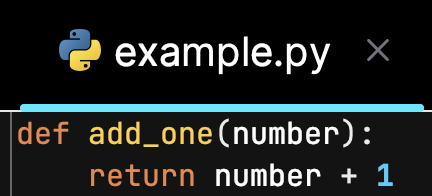 example.py
def add_one(number):
    return number + 1